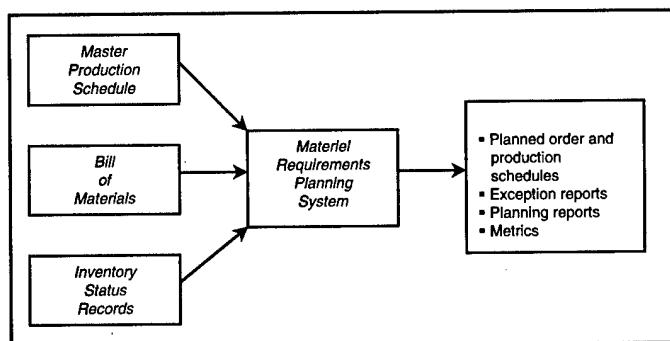 Master
Production
Schedule
Bill
of
Materials
Inventory
Status
Records
Materiel
Requirements
Planning
System
▪ Planned order and
production
schedules
▪ Exception reports
▪ Planning reports
▪ Metrics